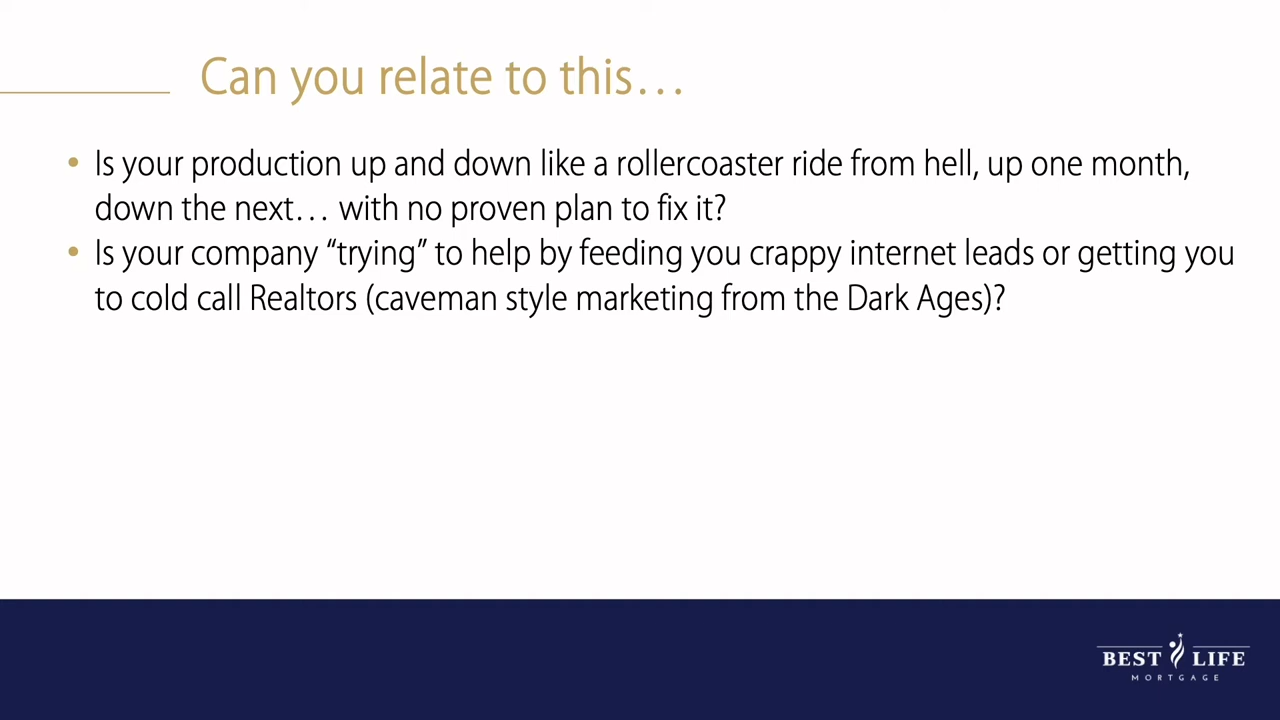 Can you relate to this…
• Is your production up and down like a rollercoaster ride from hell, up one month,
down the next… with no proven plan to fix it?
• Is your company “trying” to help by feeding you crappy internet leads or getting you
to cold call Realtors (caveman style marketing from the Dark Ages)?
BEST LIFE
MORTGAGE